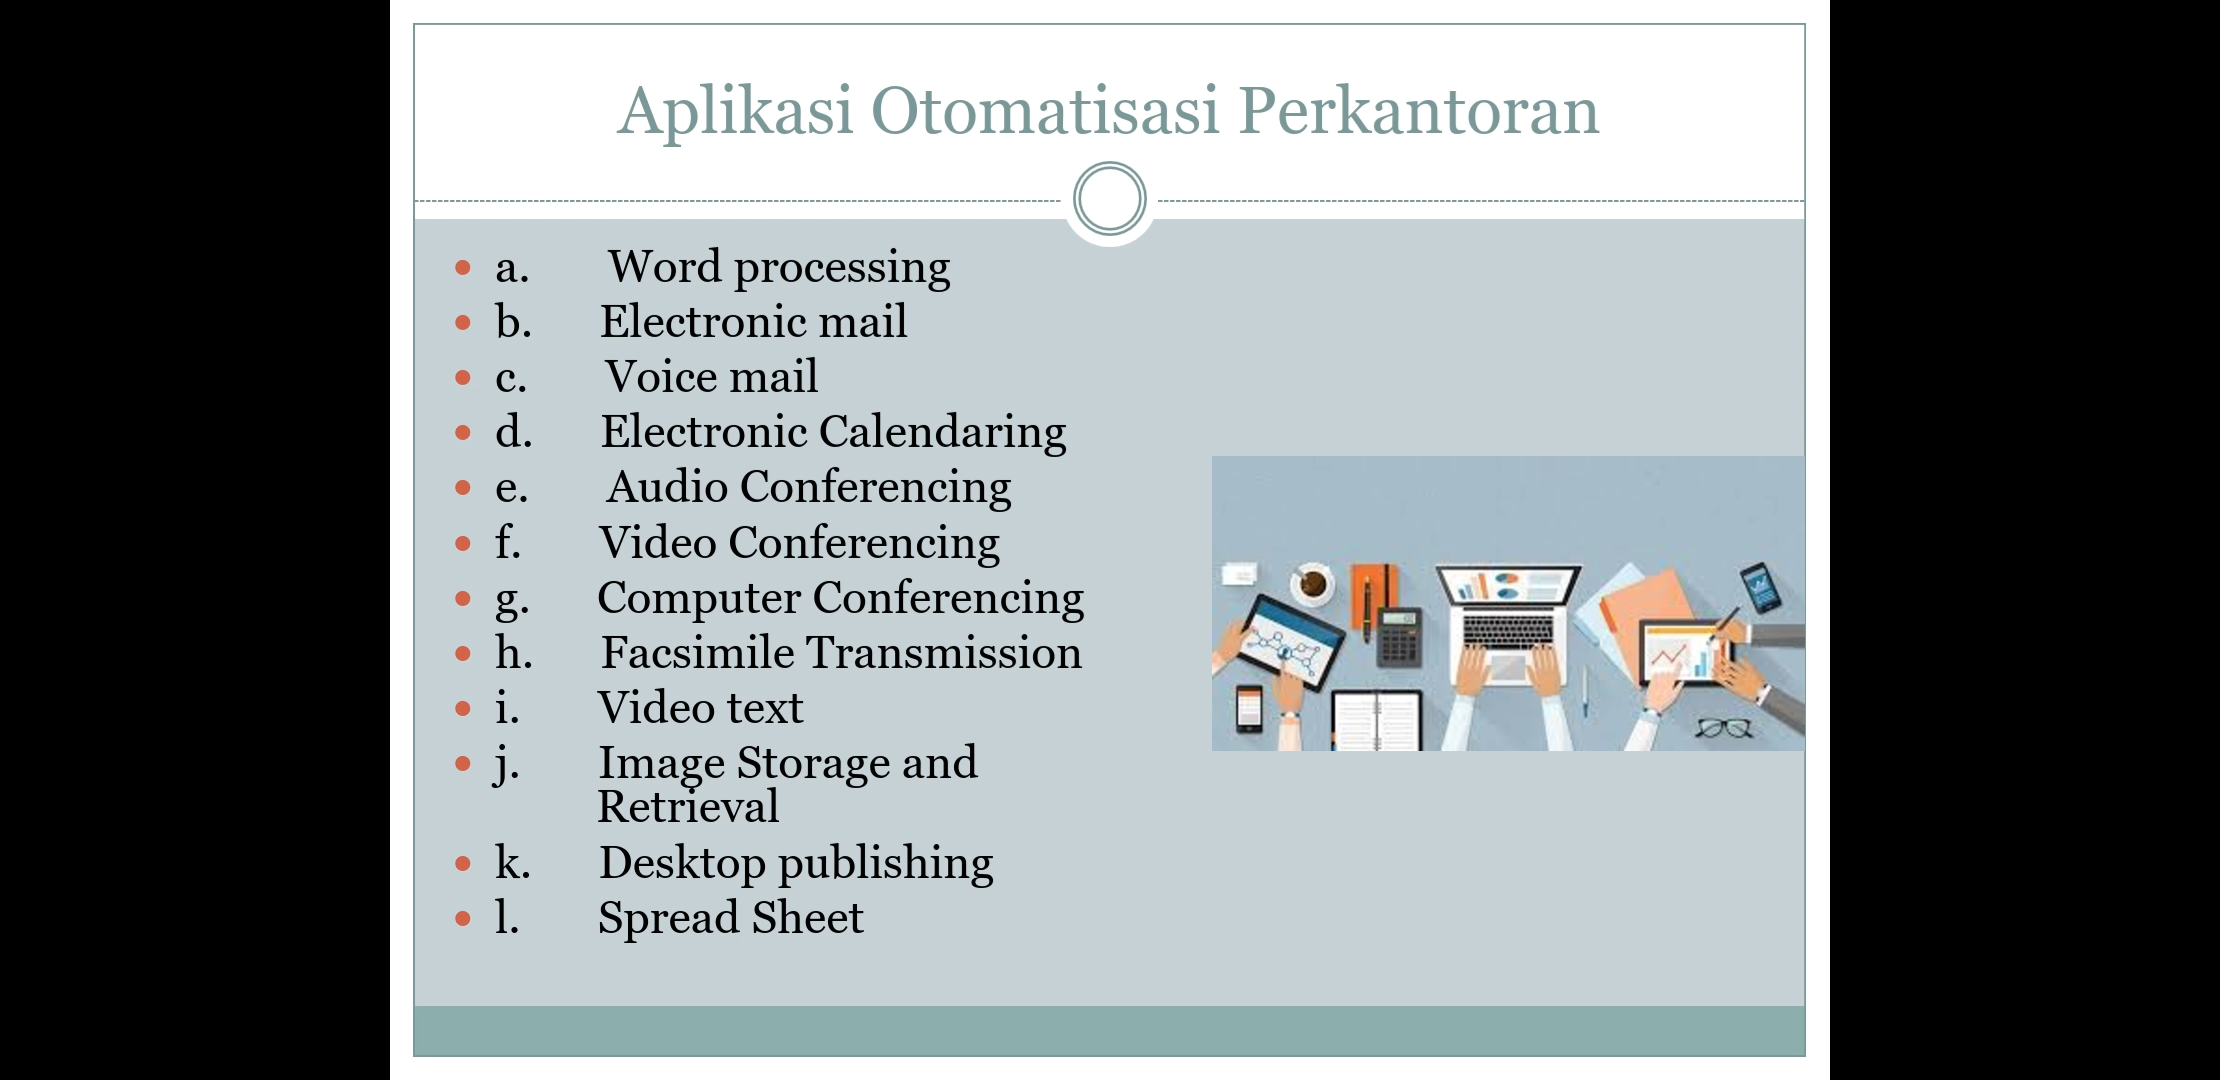 Aplikasi Otomatisasi Perkantoran
a. Word processing
b. Electronic mail
c. Voice mail
d. Electronic Calendaring
e. Audio Conferencing
f. Video Conferencing
g. Computer Conferencing
h. Facsimile Transmission
i. Video text
j. Image Storage and
Retrieval
k. Desktop publishing
l. Spread Sheet